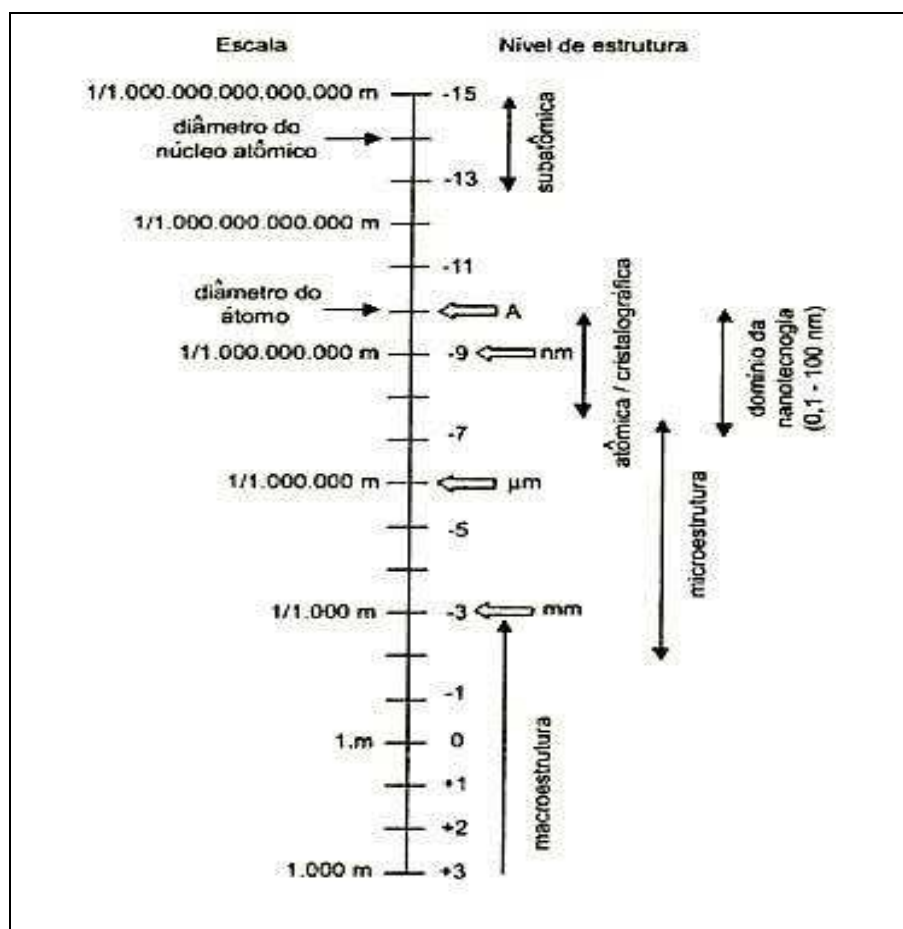 Escala
Nível de estrutura
1/1.000.000.000.000.000 m
-15
diâmetro do
núcleo atômico
subatômica
-13
1/1.000.000.000.000 m
-11
diâmetro do
átomo
A
1/1.000.000.000 m
-9
nm
atômica / cristalográfica
domínio da
nanotecnogia
(0,1 - 100 nm)
-7
1/1.000.000 m
µm
-5
microestrutura
1/1.000 m
-3
mm
-1
1.m
0
macroestrutura
+1
+2
1.000 m
+3